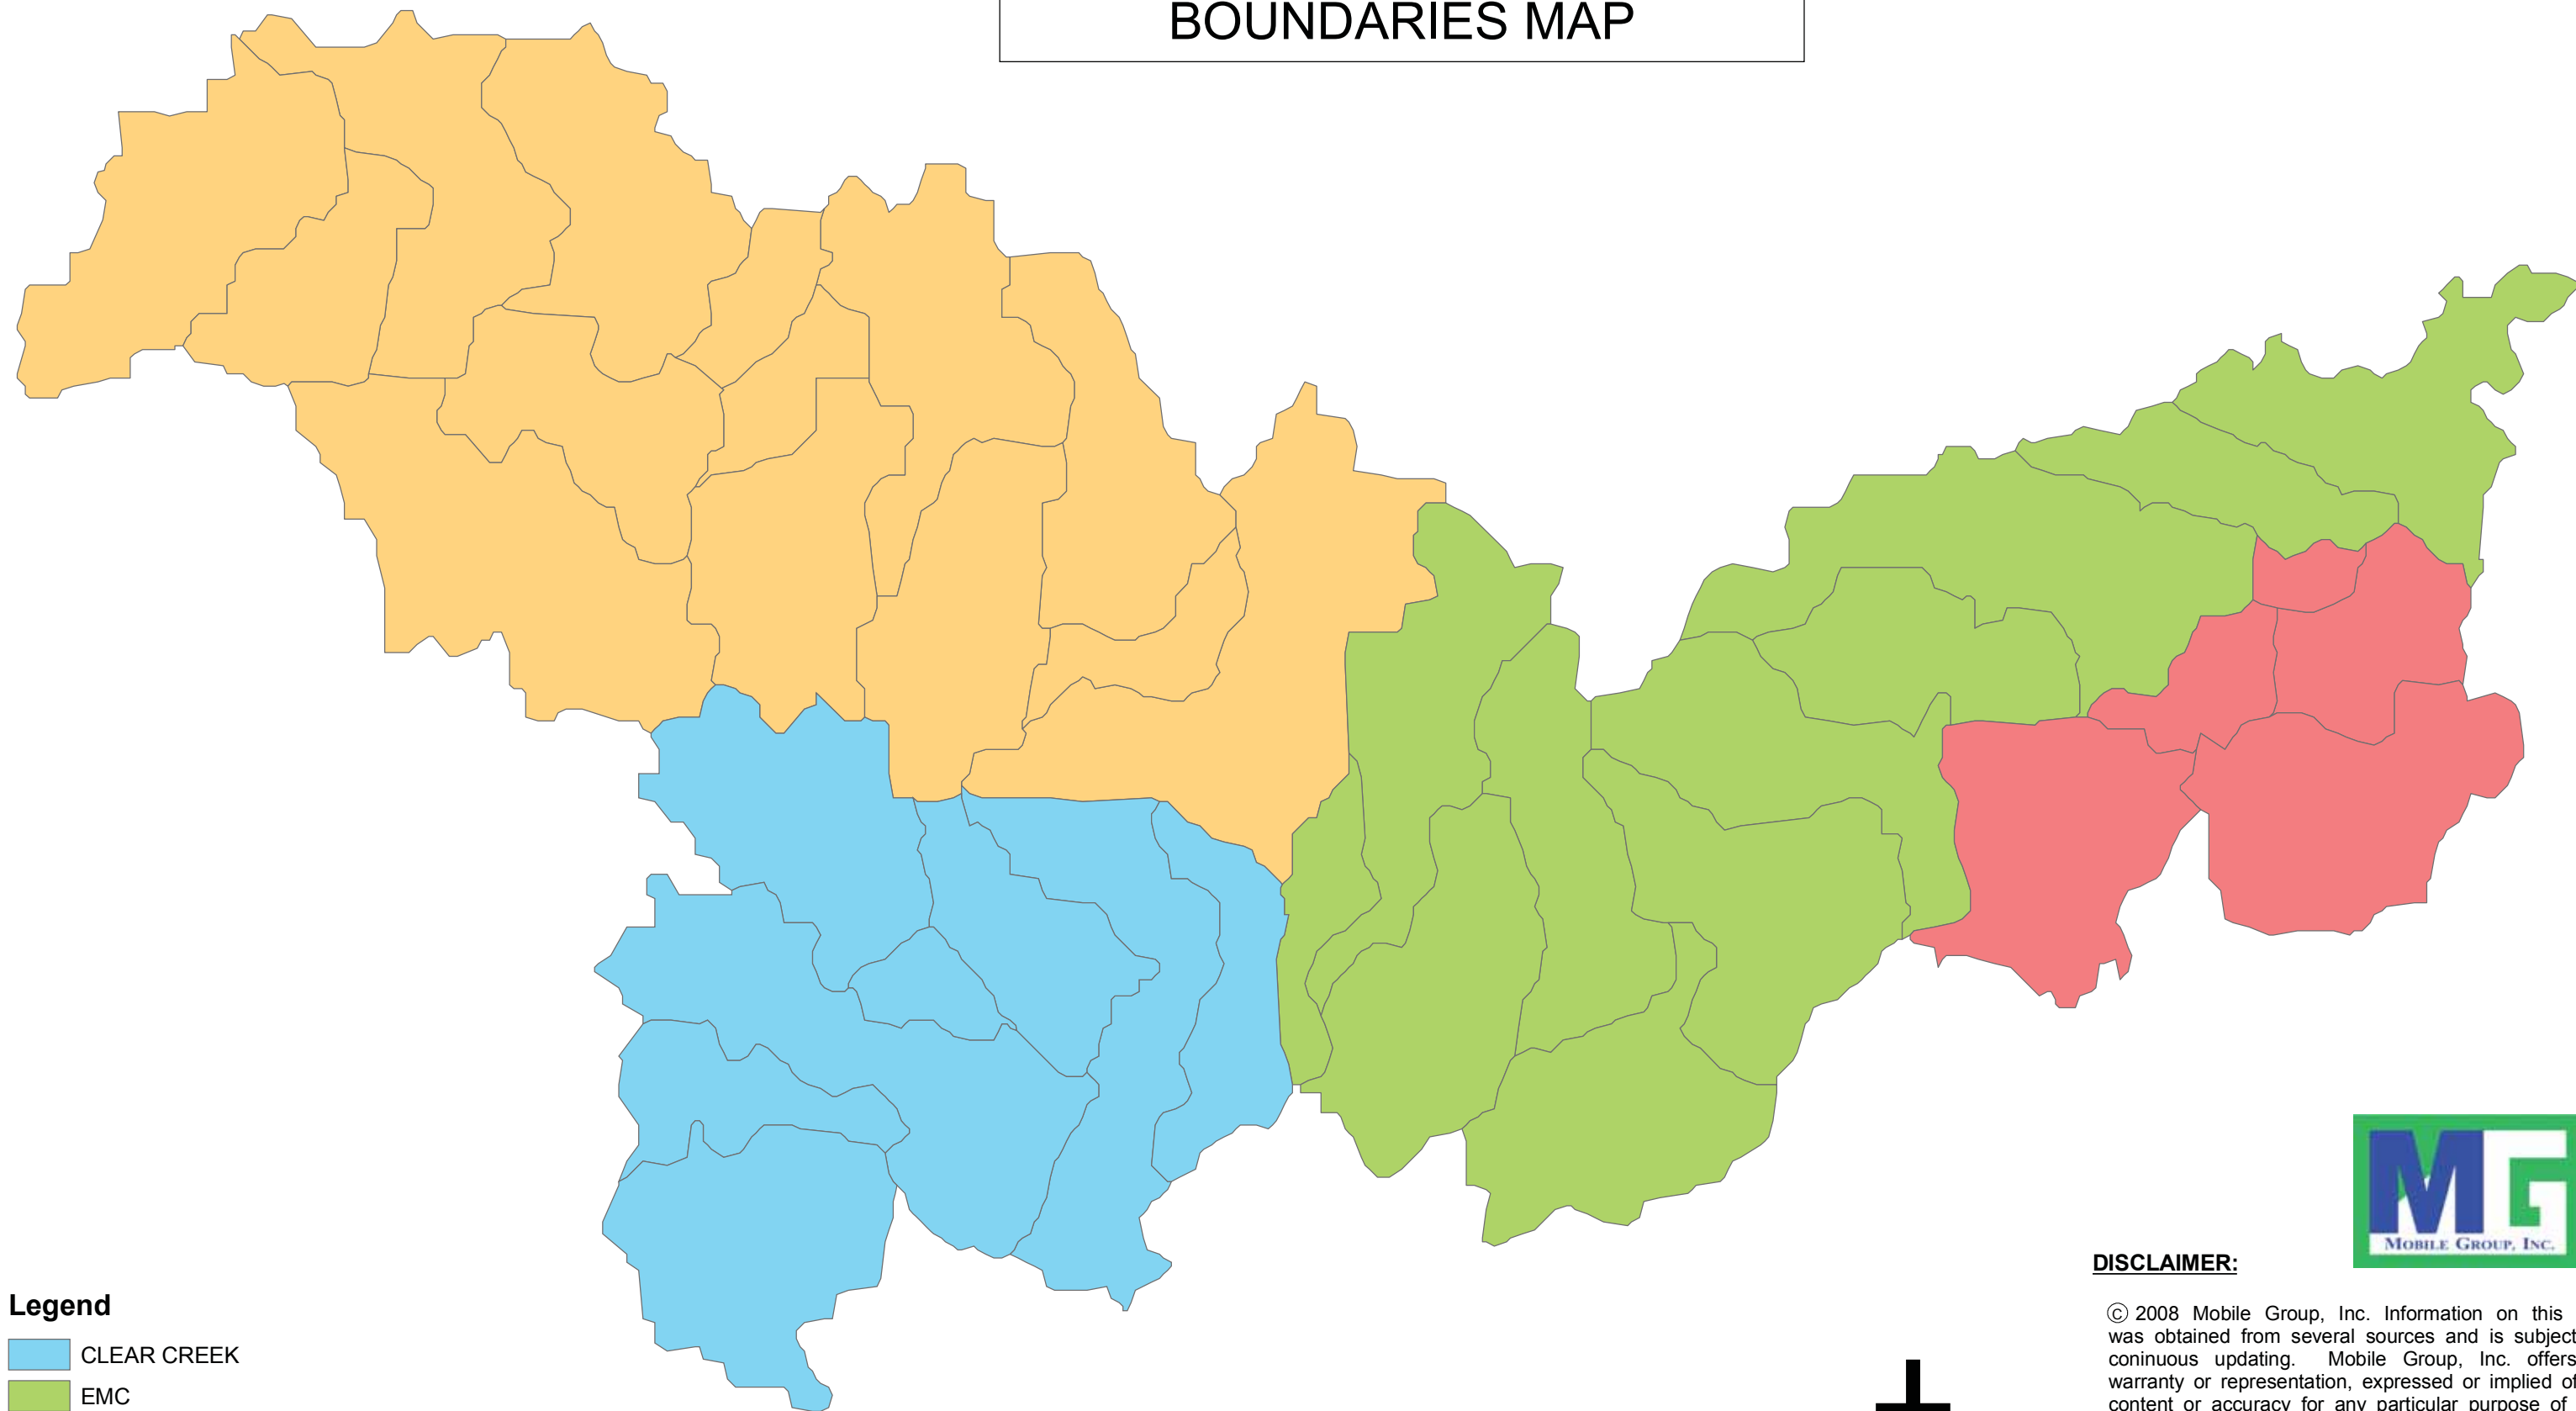 BOUNDARIES MAP
MOBILE GROUP, INC.
DISCLAIMER:
© 2008 Mobile Group, Inc. Information on this
was obtained from several sources and is subject
coninuous updating. Mobile Group, Inc. offers
warranty or representation, expressed or implied of
content or accuracy for any particular purpose of
Legend
CLEAR CREEK
EMC